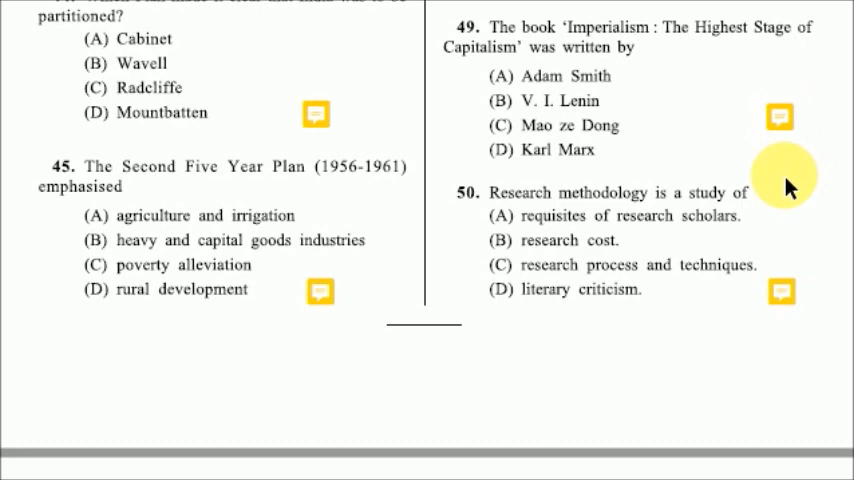 partitioned?
(A) Cabinet
(B) Wavell
(C) Radcliffe
(D) Mountbatten
45. The Second Five Year Plan (1956-1961)
emphasised
(A) agriculture and irrigation
(B) heavy and capital goods industries
(C) poverty alleviation
(D) rural development
49. The book ‘Imperialism : The Highest Stage of
Capitalism’ was written by
(A) Adam Smith
(B) V. I. Lenin
(C) Mao ze Dong
(D) Karl Marx
50. Research methodology is a study of
(A) requisites of research scholars.
(B) research cost.
(C) research process and techniques.
(D) literary criticism.